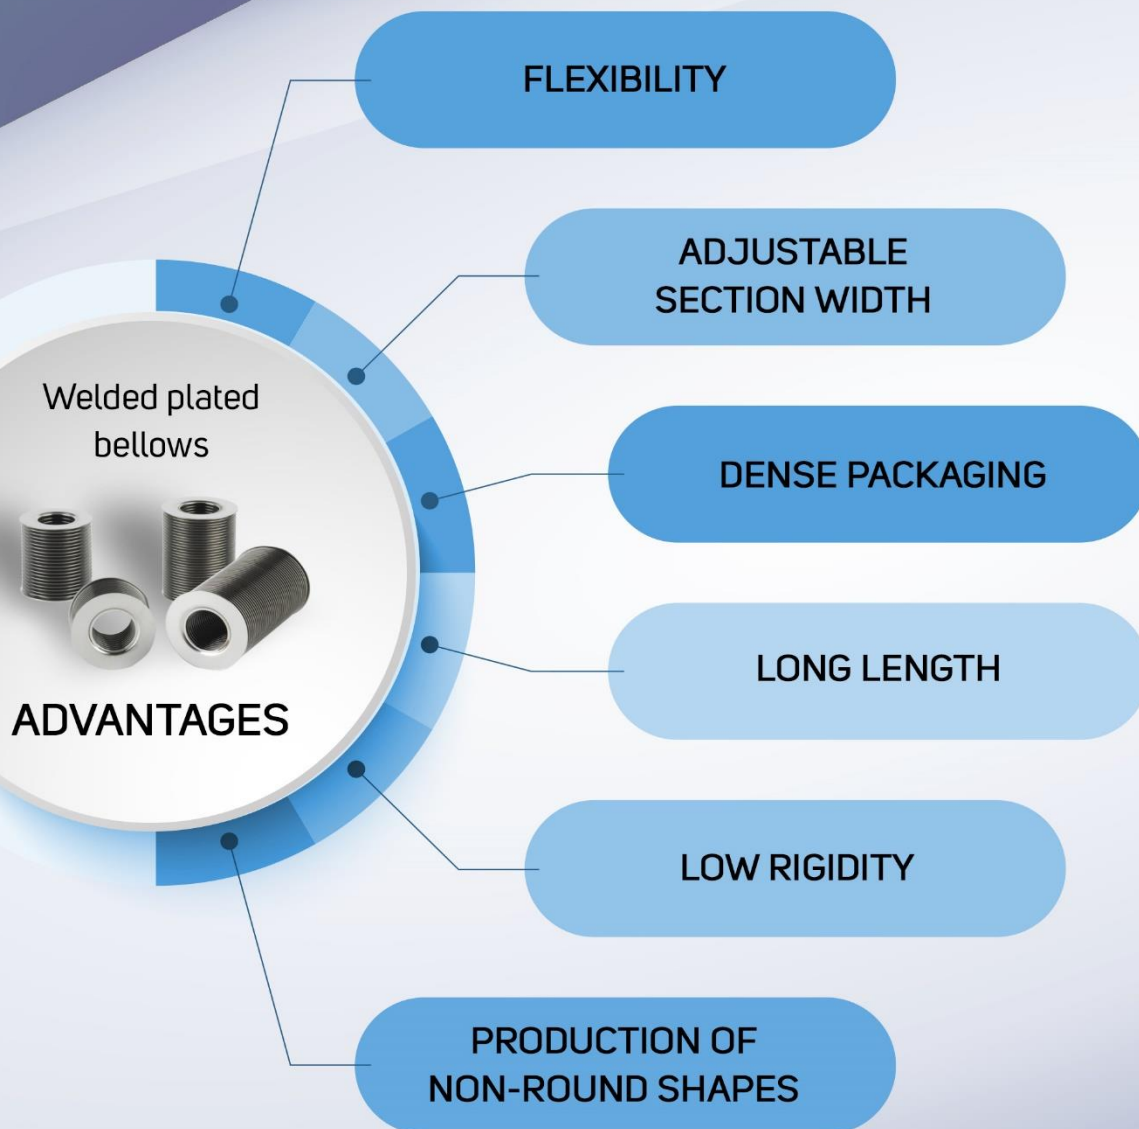 FLEXIBILITY
ADJUSTABLE
SECTION WIDTH
Welded plated
bellows
DENSE PACKAGING
LONG LENGTH
ADVANTAGES
LOW RIGIDITY
PRODUCTION OF
NON-ROUND SHAPES